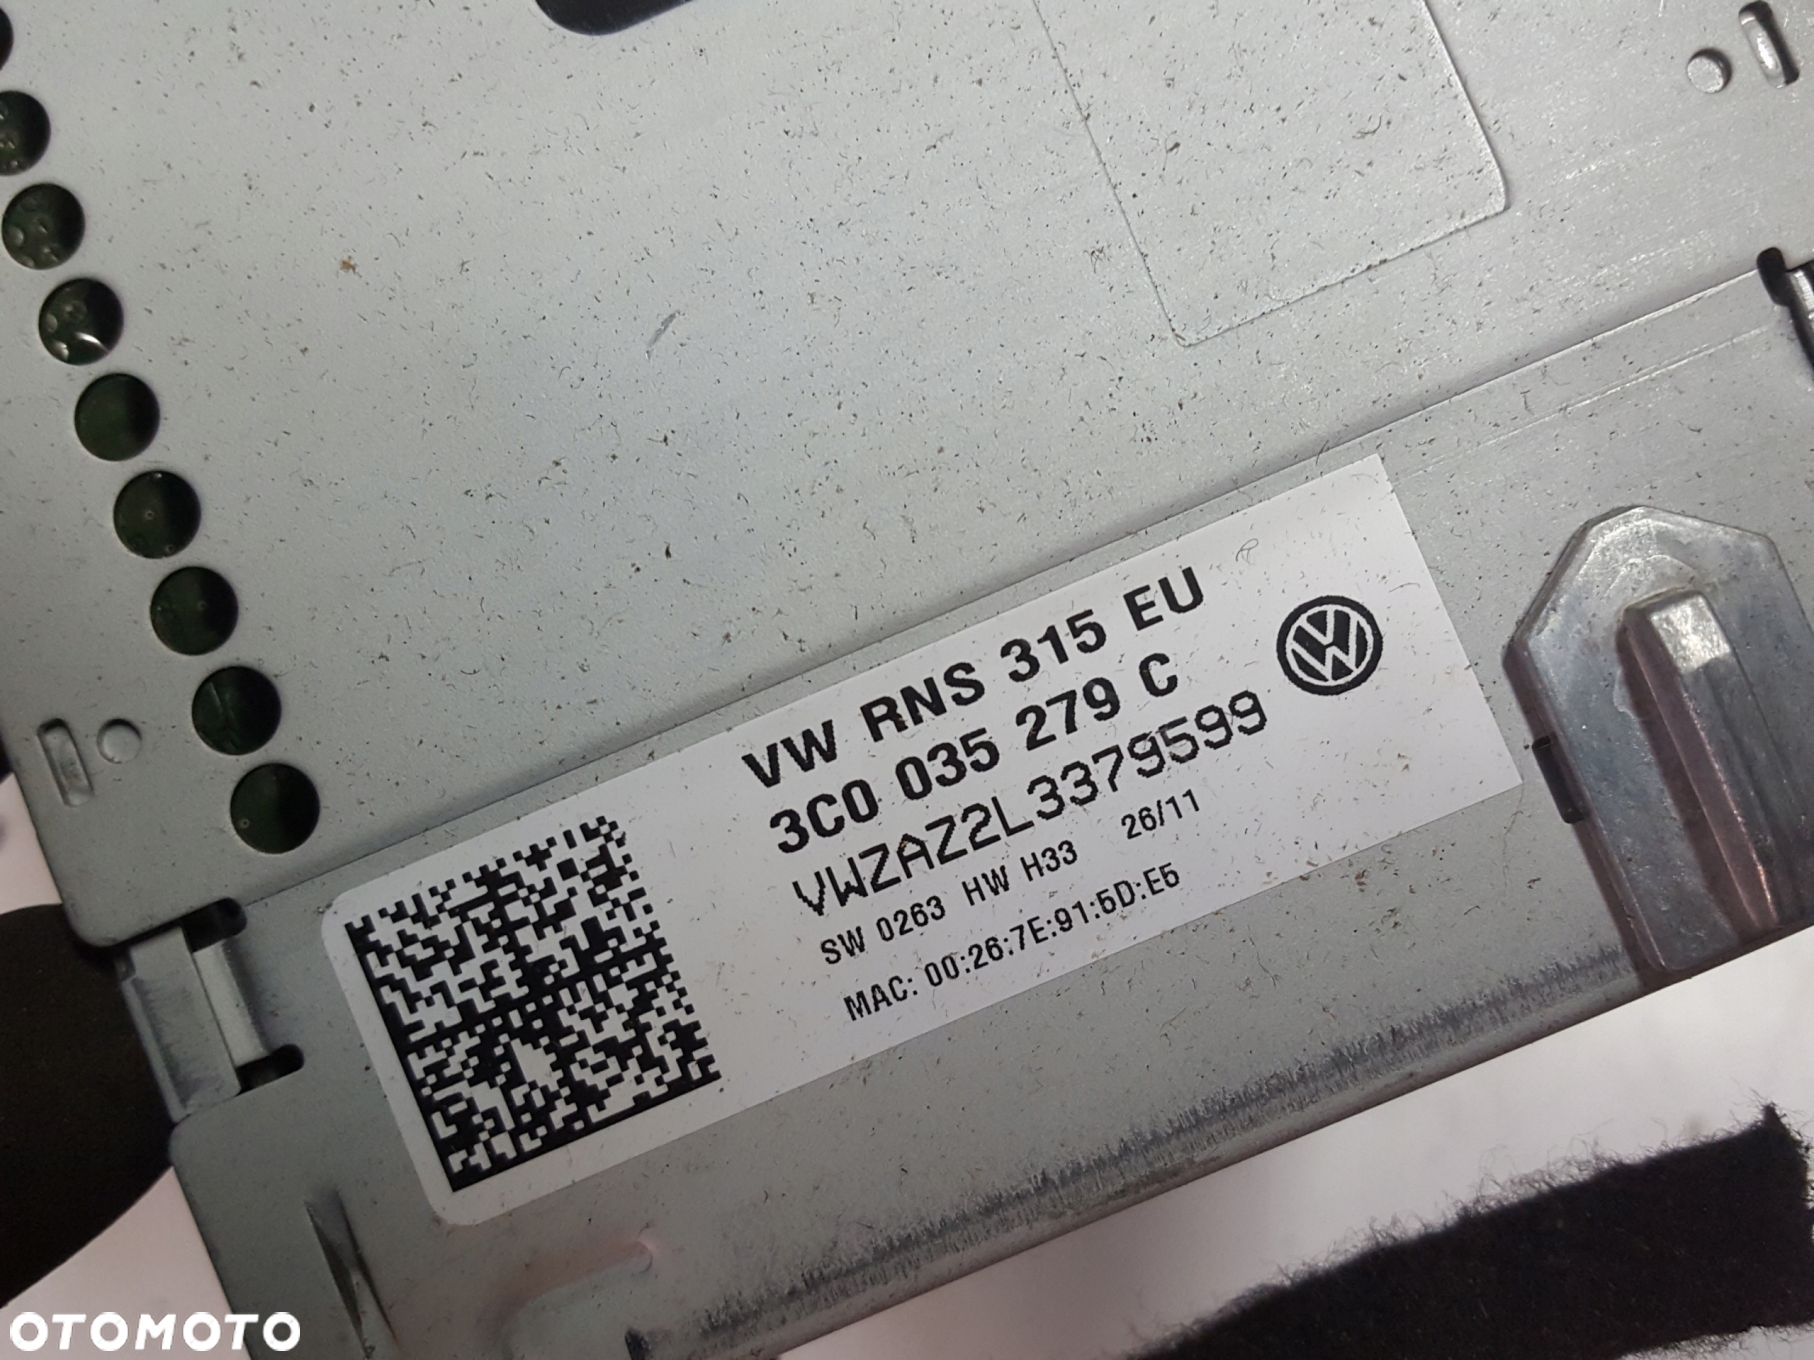 VW RNS 315 EU
3C0 035 279 C
VWZAZ2L3379599
SW 0263 HW H33 26/11
MAC: 00:26:7E:91:5D:E5
OTOMOTO